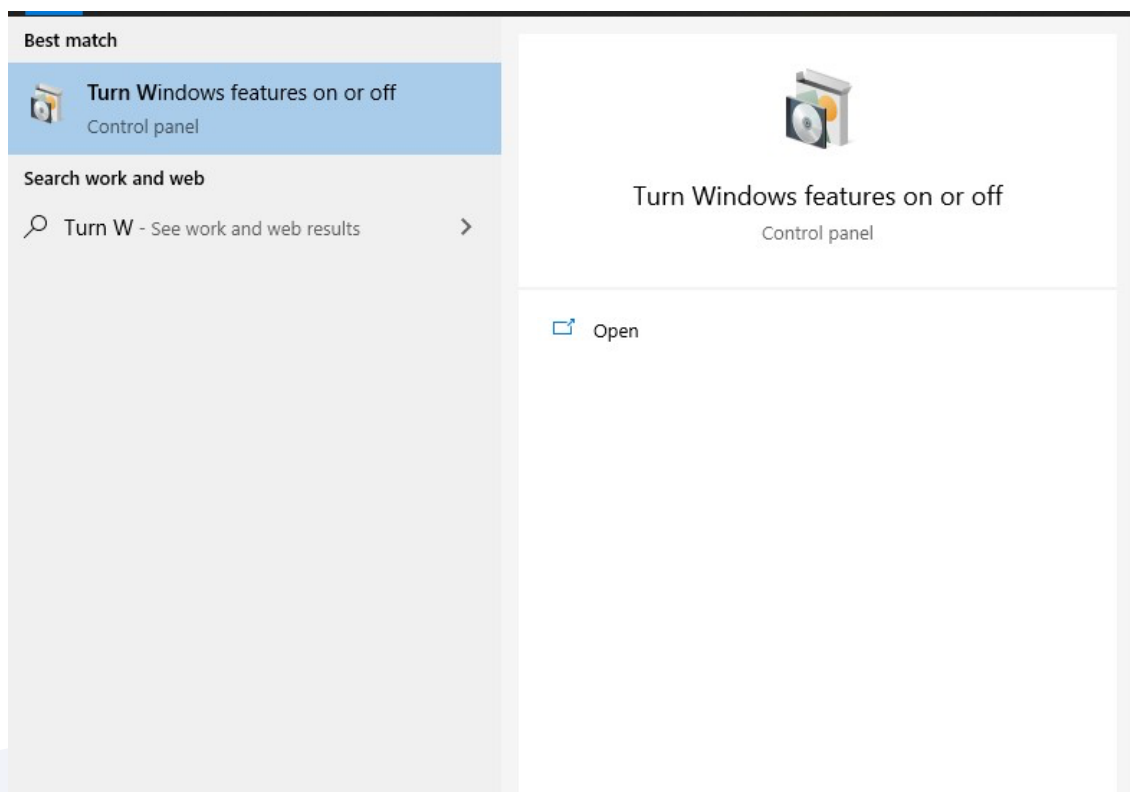 Best match
Turn Windows features on or off
Control panel
Search work and web
Turn W - See work and web results
Turn Windows features on or off
Control panel
Open